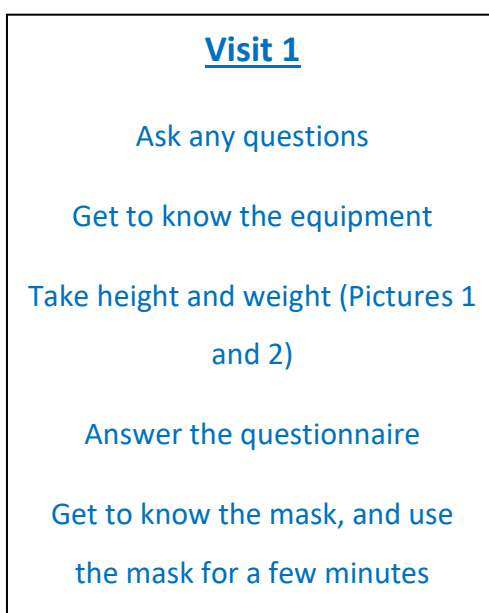 Visit 1
Ask any questions
Get to know the equipment
Take height and weight (Pictures 1
and 2)
Answer the questionnaire
Get to know the mask, and use
the mask for a few minutes